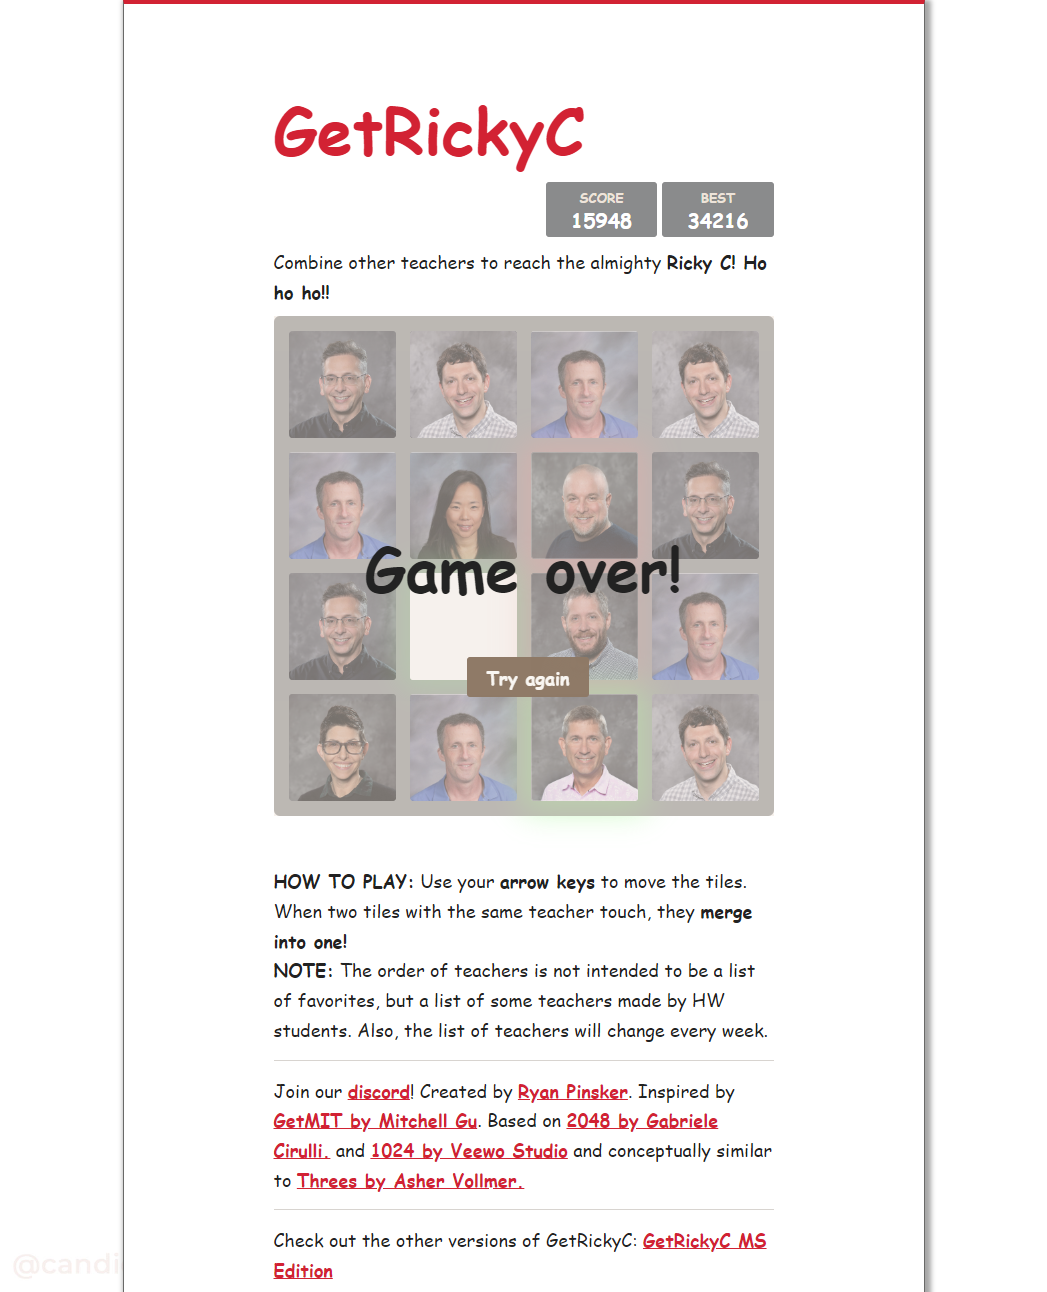 GetRickyC
SCORE
15948
BEST
34216
Combine other teachers to reach the almighty Ricky C! Ho
ho ho!!
Game over!
Try again
HOW TO PLAY: Use your arrow keys to move the tiles.
When two tiles with the same teacher touch, they merge
into one!
NOTE: The order of teachers is not intended to be a list
of favorites, but a list of some teachers made by HW
students. Also, the list of teachers will change every week.
Join our discord! Created by Ryan Pinsker. Inspired by
GetMIT by Mitchell Gu. Based on 2048 by Gabriele
Cirulli. and 1024 by Veewo Studio and conceptually similar
to Threes by Asher Vollmer.
Check out the other versions of GetRickyC: GetRickyC MS
Edition